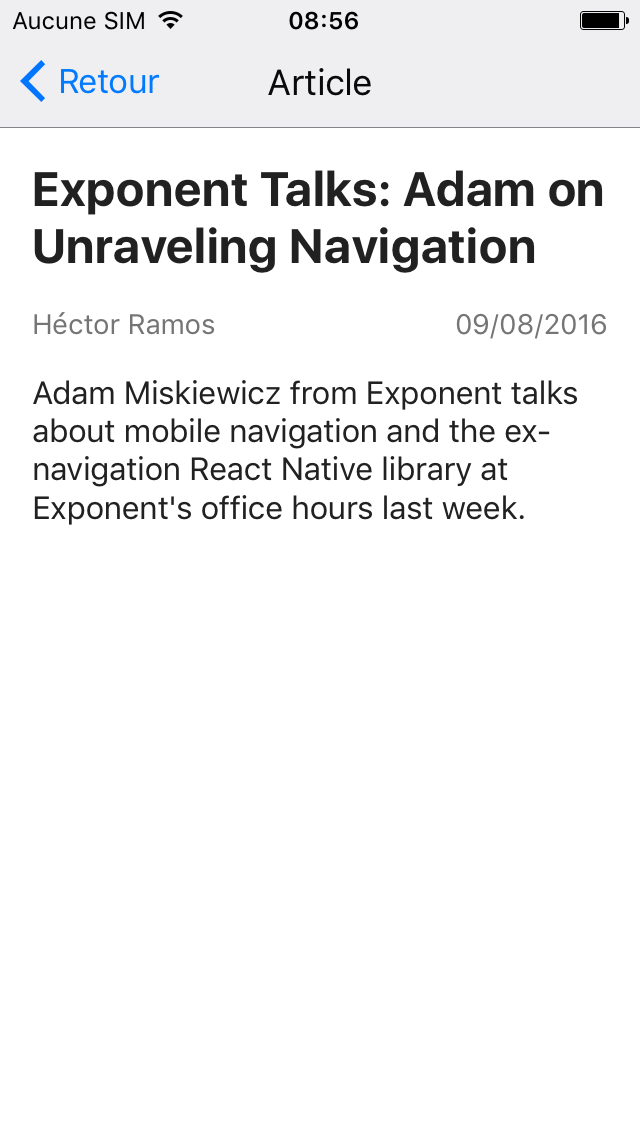 Aucune SIM 08:56
Retour Article
Exponent Talks: Adam on
Unraveling Navigation
Héctor Ramos 09/08/2016
Adam Miskiewicz from Exponent talks
about mobile navigation and the ex-
navigation React Native library at
Exponent's office hours last week.